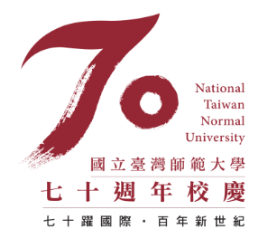 70
National
Taiwan
Normal
University
國立臺灣師範大學
七十週年校慶
七十躍國際・百年新世紀